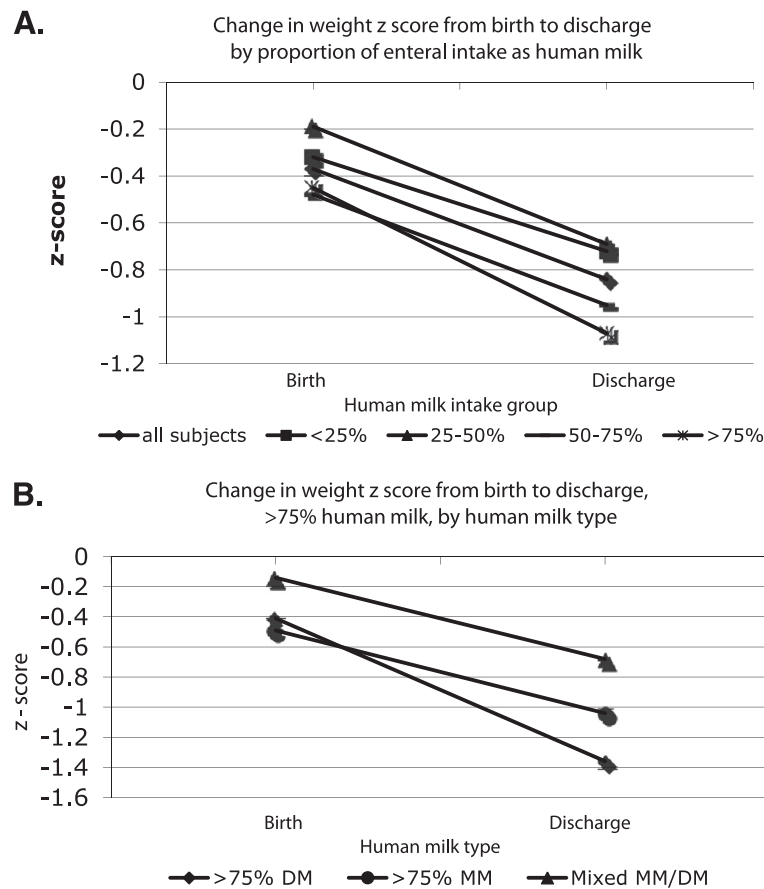 A.
Change in weight z score from birth to discharge
by proportion of enteral intake as human milk
0
-0.2
-0.4
-0.6
-0.8
-1
-1.2
z-score
Birth Discharge
Human milk intake group
all subjects <25% 25-50% 50-75% >75%
B.
Change in weight z score from birth to discharge,
>75% human milk, by human milk type
0
-0.2
-0.4
-0.6
-0.8
-1
-1.2
-1.4
-1.6
z - score
Birth Discharge
Human milk type
>75% DM >75% MM Mixed MM/DM